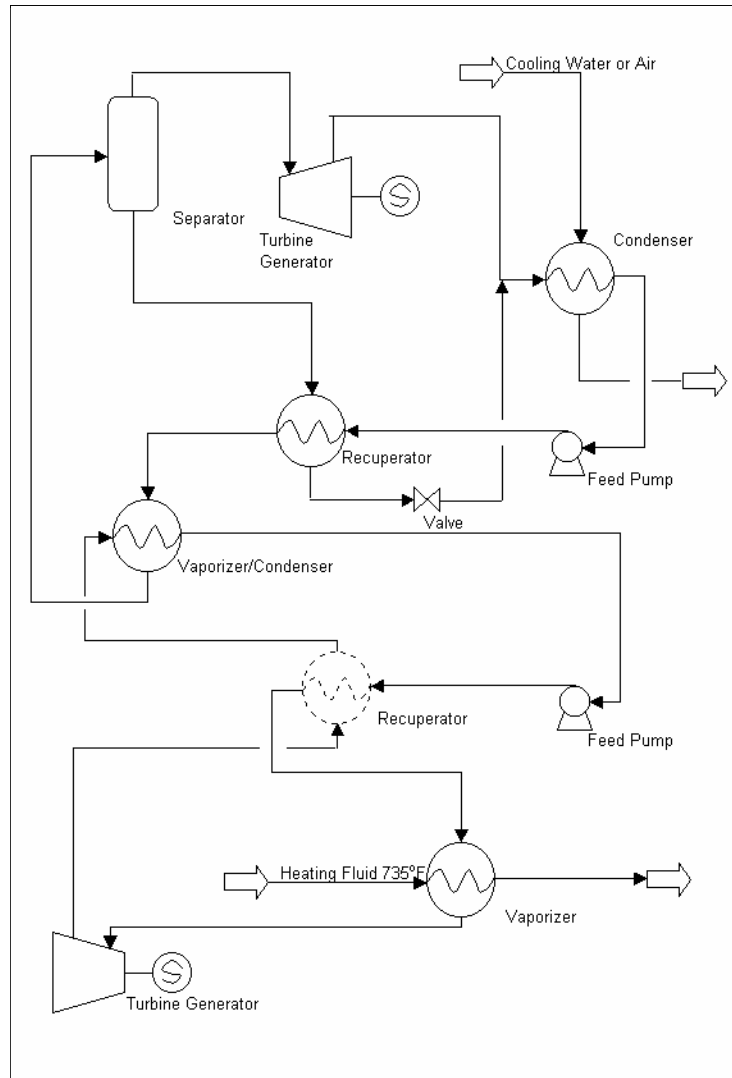 Cooling Water or Air
Separator
Turbine
Generator
Condenser
Recuperator
Feed Pump
Valve
Vaporizer/Condenser
Recuperator
Feed Pump
Heating Fluid 735°F
Vaporizer
Turbine Generator